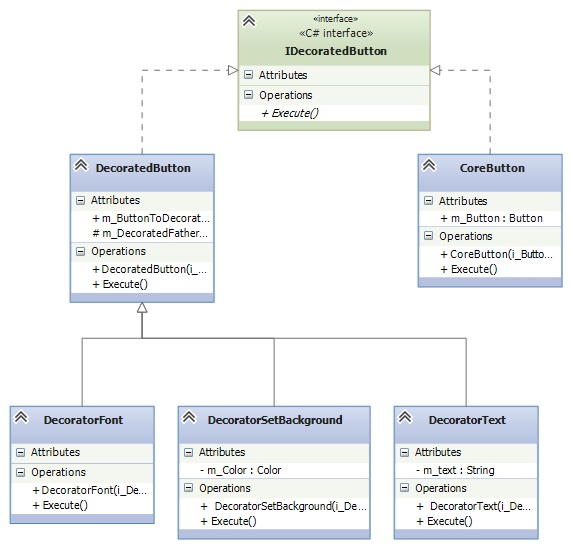 «interface»
«C# interface»
IDecoratedButton
Attributes
Operations
+ Execute()
DecoratedButton
Attributes
+ m_ButtonToDecorat...
# m_DecoratedFather...
Operations
+ DecoratedButton(i_...
+ Execute()
CoreButton
Attributes
+ m_Button : Button
Operations
+ CoreButton(i_Butto...
+ Execute()
DecoratorFont
Attributes
Operations
+ DecoratorFont(i_De...
+ Execute()
DecoratorSetBackground
Attributes
- m_Color : Color
Operations
+ DecoratorSetBackground(i_De...
+ Execute()
DecoratorText
Attributes
- m_text : String
Operations
+ DecoratorText(i_De...
+ Execute()